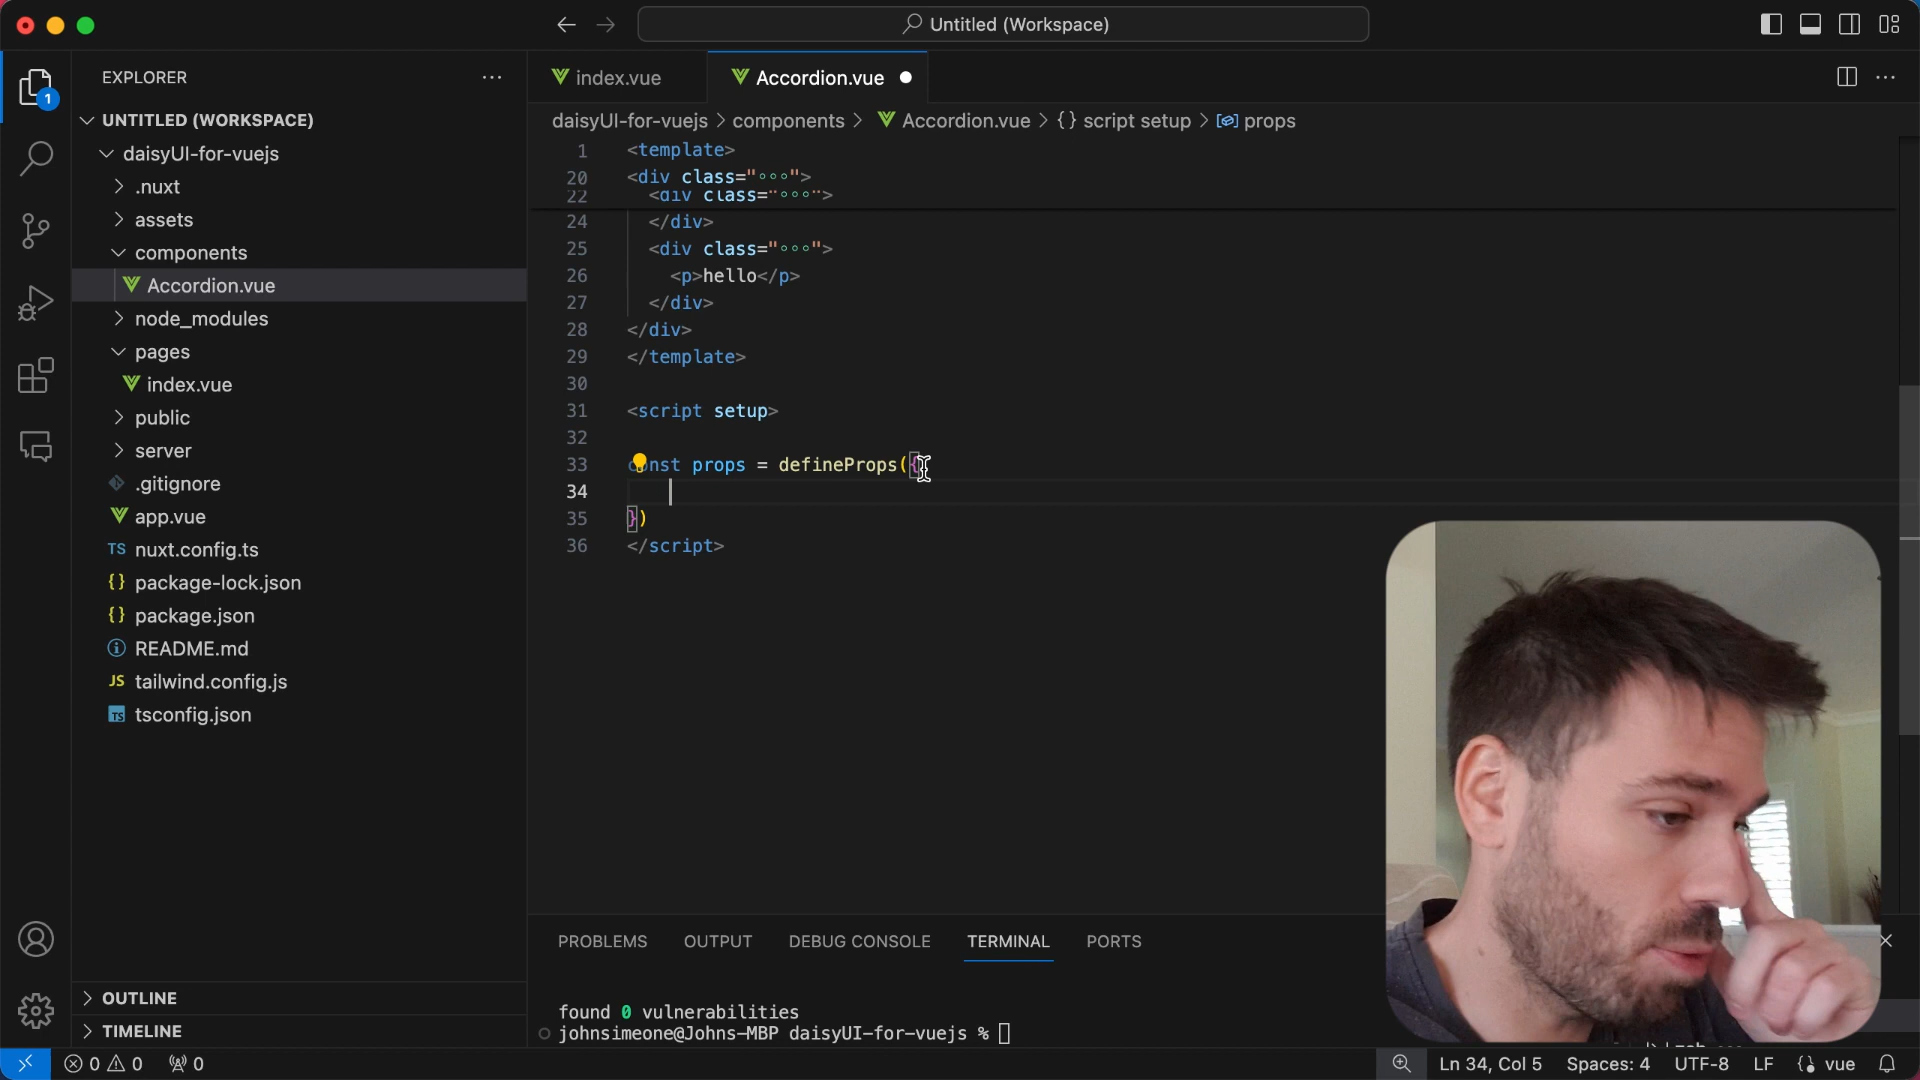 Untitled (Workspace)
EXPLORER
UNTITLED (WORKSPACE)
daisyUI-for-vuejs
.nuxt
assets
components
Accordion.vue
node_modules
pages
index.vue
public
server
.gitignore
app.vue
TS nuxt.config.ts
{} package-lock.json
{} package.json
README.md
JS tailwind.config.js
TS tsconfig.json
OUTLINE
TIMELINE
1
index.vue
Accordion.vue
daisyUI-for-vuejs > components > Accordion.vue > {} script setup > props
1 <template>
20 <div class="•••">
22 <div class="•••">
24 </div>
25 <div class="•••">
26 <p>hello</p>
27 </div>
28 </div>
29 </template>
30
31 <script setup>
32
33 const props = defineProps({
34
35 })
36 </script>
PROBLEMS OUTPUT DEBUG CONSOLE TERMINAL PORTS
found 0 vulnerabilities
johnsimeone@Johns-MBP daisyUI-for-vuejs %
0 0 0
Ln 34, Col 5 Spaces: 4 UTF-8 LF vue